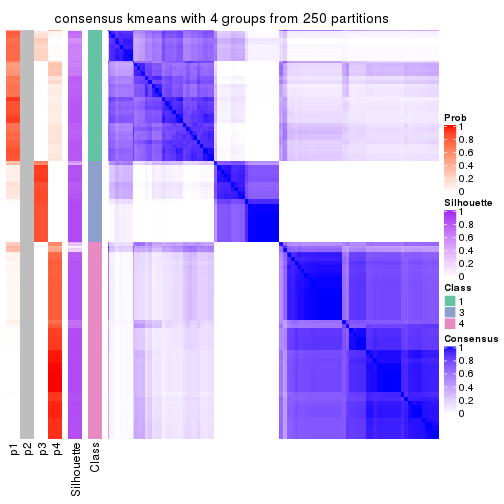 consensus kmeans with 4 groups from 250 partitions
Prob
1
0.8
0.6
0.4
0.2
0
Silhouette
1
0.8
0.6
0.4
0.2
0
Class
1
3
4
Consensus
1
0.8
0.6
0.4
0.2
0
p1
p2
p3
p4
Silhouette
Class